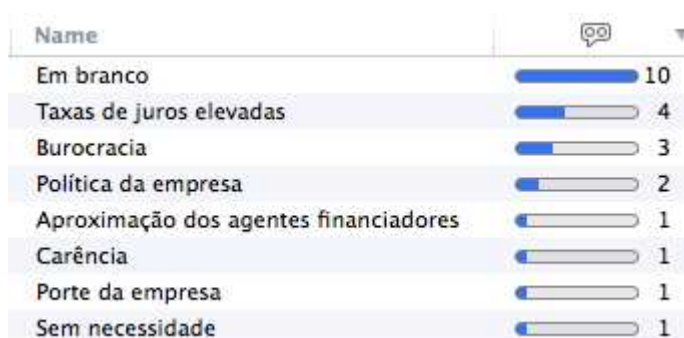 Name
Em branco 10
Taxas de juros elevadas 4
Burocracia 3
Política da empresa 2
Aproximação dos agentes financiadores 1
Carência 1
Porte da empresa 1
Sem necessidade 1